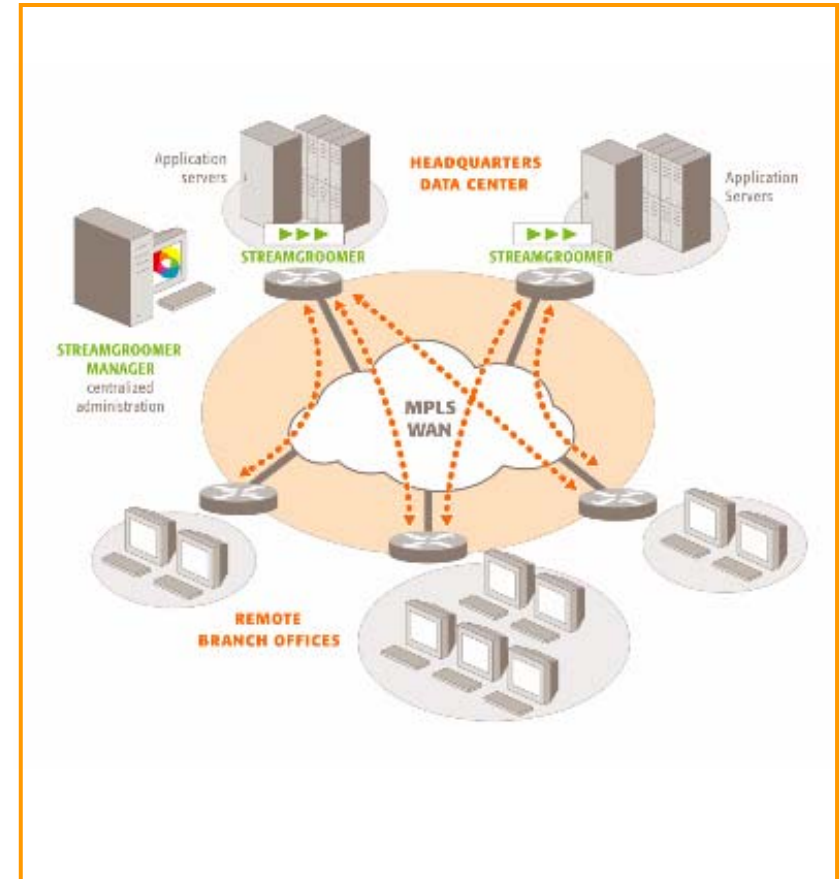 Application
servers
HEADQUARTERS
DATA CENTER
Application
Servers
STREAMGROOMER
STREAMGROOMER
STREAMGROOMER
MANAGER
centralized
administration
MPLS
WAN
REMOTE
BRANCH OFFICES